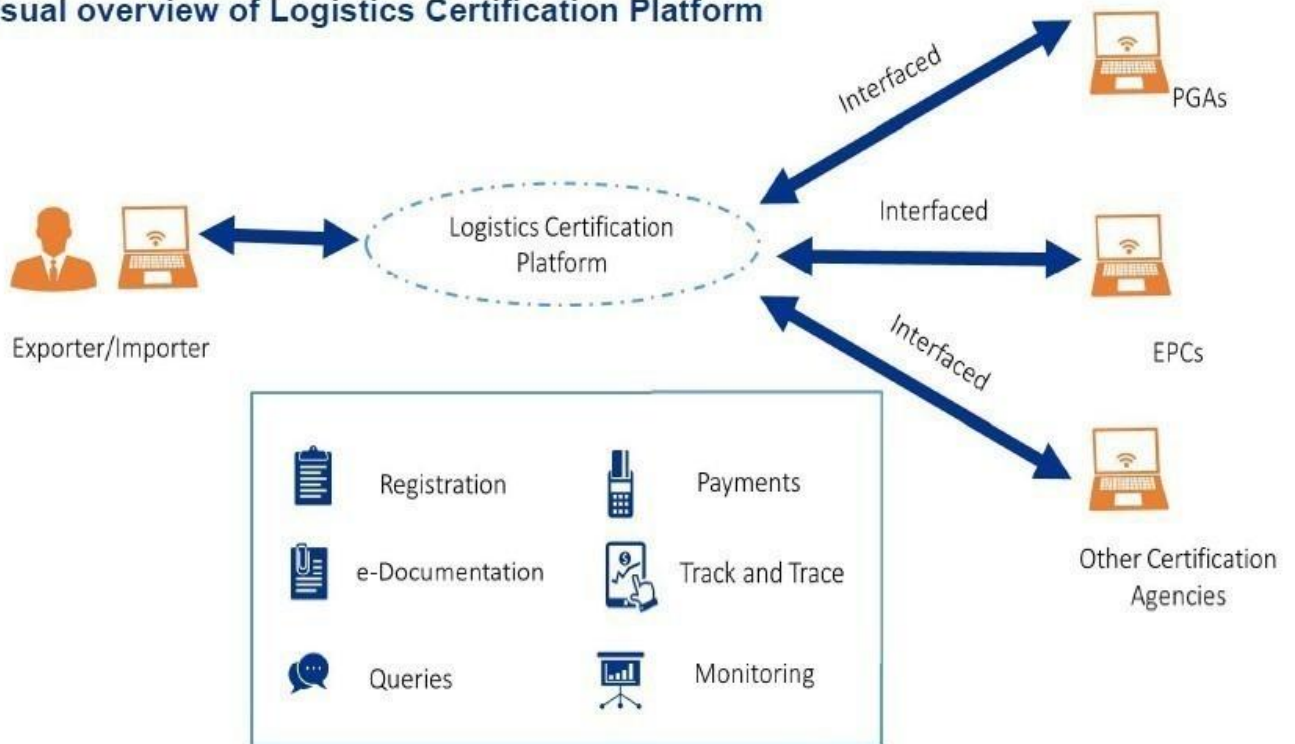 sual overview of Logistics Certification Platform
Interfaced
PGAs
Logistics Certification
Platform
Interfaced
Exporter/Importer
Interfaced
EPCs
Registration
Payments
e-Documentation
Track and Trace
Other Certification
Agencies
Queries
Monitoring